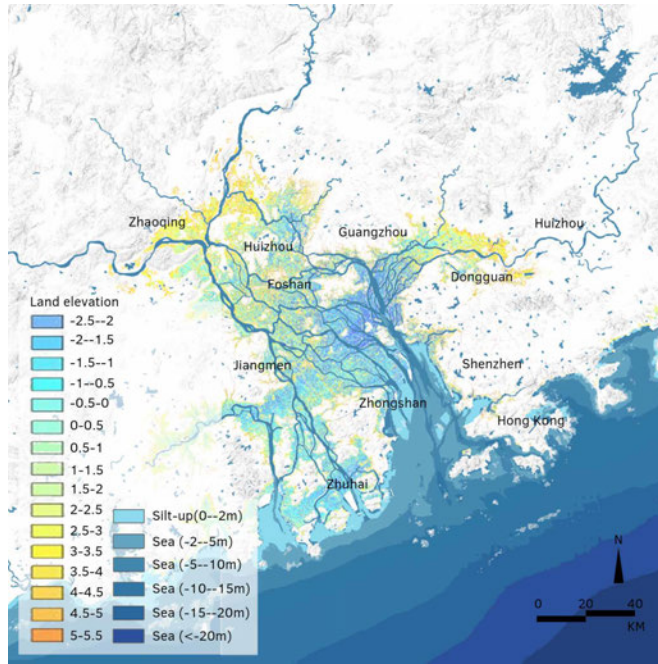 Zhaoqing
Huizhou
Guangzhou
Huizhou
Foshan
Dongguan
Jiangmen
Shenzhen
Zhongshan
Hong Kong
Zhuhai
Land elevation
-2.5--2
-2--1.5
-1.5--1
-1--0.5
-0.5-0
0-0.5
0.5-1
1-1.5
1.5-2
2-2.5
2.5-3
3-3.5
3.5-4
4-4.5
4.5-5
5-5.5
Silt-up(0--2m)
Sea (-2--5m)
Sea (-5--10m)
Sea (-10--15m)
Sea (-15--20m)
Sea (<-20m)
N
0 20 40
KM